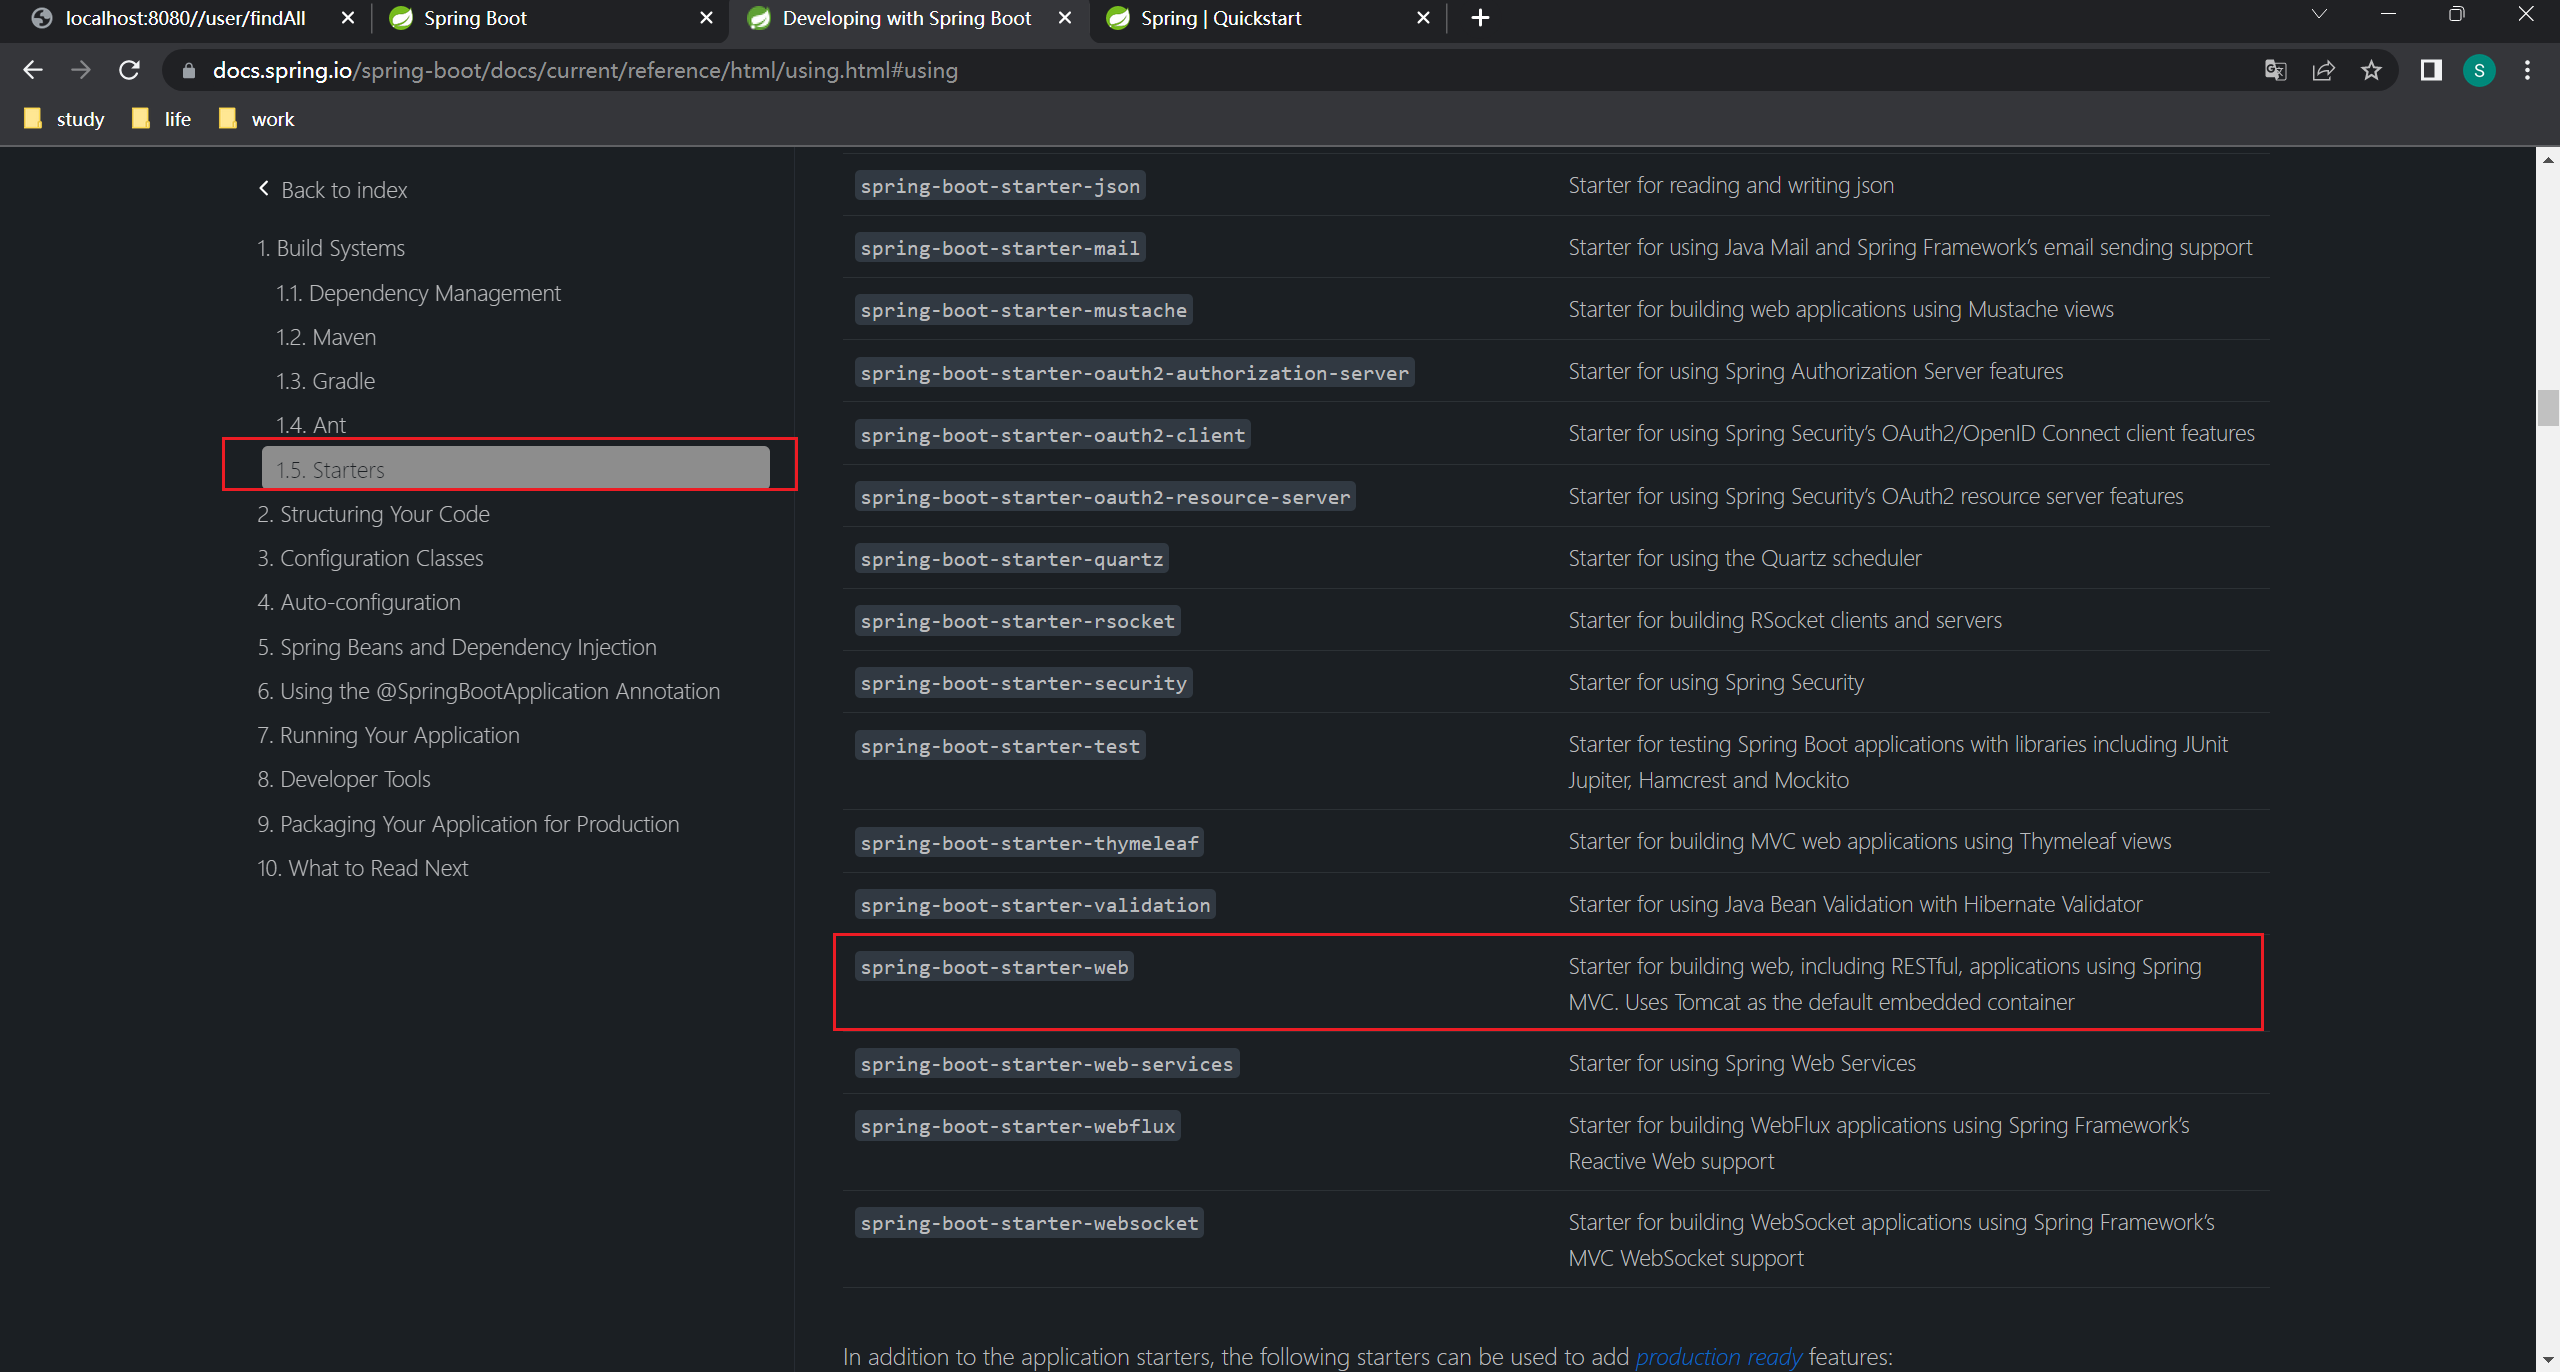 localhost:8080//user/findAll
Spring Boot
Developing with Spring Boot
Spring | Quickstart
docs.spring.io/spring-boot/docs/current/reference/html/using.html#using
S
study
life
work
Back to index
1. Build Systems
1.1. Dependency Management
1.2. Maven
1.3. Gradle
1.4. Ant
1.5. Starters
2. Structuring Your Code
3. Configuration Classes
4. Auto-configuration
5. Spring Beans and Dependency Injection
6. Using the @SpringBootApplication Annotation
7. Running Your Application
8. Developer Tools
9. Packaging Your Application for Production
10. What to Read Next
spring-boot-starter-json
Starter for reading and writing json
spring-boot-starter-mail
Starter for using Java Mail and Spring Framework’s email sending support
spring-boot-starter-mustache
Starter for building web applications using Mustache views
spring-boot-starter-oauth2-authorization-server
Starter for using Spring Authorization Server features
spring-boot-starter-oauth2-client
Starter for using Spring Security’s OAuth2/OpenID Connect client features
spring-boot-starter-oauth2-resource-server
Starter for using Spring Security’s OAuth2 resource server features
spring-boot-starter-quartz
Starter for using the Quartz scheduler
spring-boot-starter-rsocket
Starter for building RSocket clients and servers
spring-boot-starter-security
Starter for using Spring Security
spring-boot-starter-test
Starter for testing Spring Boot applications with libraries including JUnit
Jupiter, Hamcrest and Mockito
spring-boot-starter-thymeleaf
Starter for building MVC web applications using Thymeleaf views
spring-boot-starter-validation
Starter for using Java Bean Validation with Hibernate Validator
spring-boot-starter-web
Starter for building web, including RESTful, applications using Spring
MVC. Uses Tomcat as the default embedded container
spring-boot-starter-web-services
Starter for using Spring Web Services
spring-boot-starter-webflux
Starter for building WebFlux applications using Spring Framework’s
Reactive Web support
spring-boot-starter-websocket
Starter for building WebSocket applications using Spring Framework’s
MVC WebSocket support
In addition to the application starters, the following starters can be used to add production ready features: